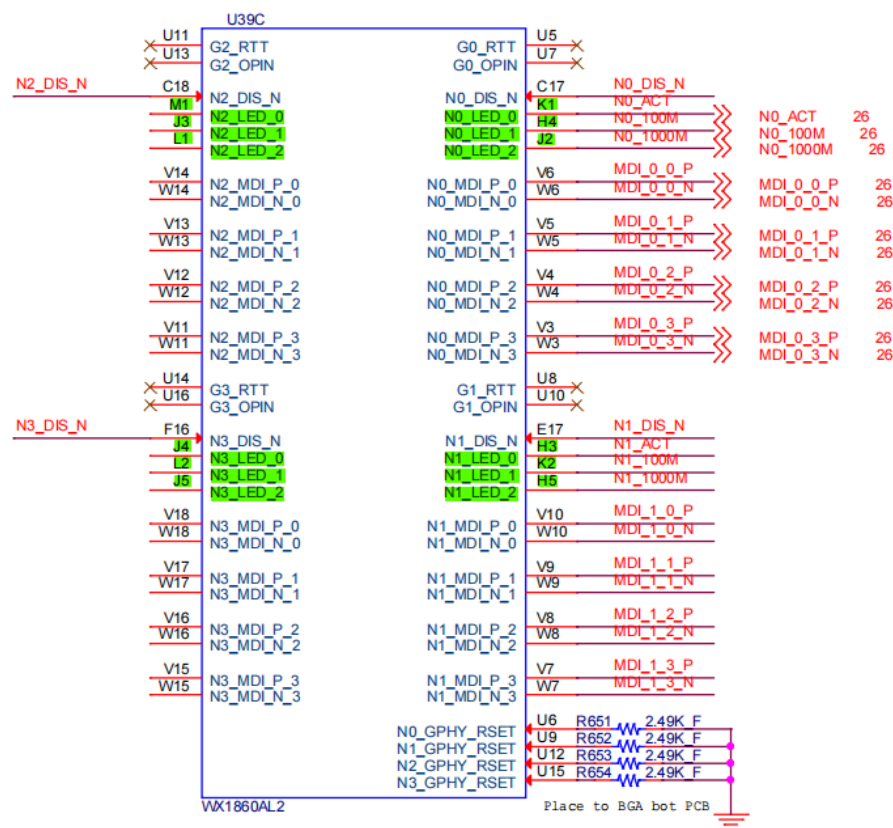 U39C
U11 G2_RTT G0_RTT U5
U13 G2_OPIN G0_OPIN U7
N2_DIS_N C18 N2_DIS_N N0_DIS_N C17 N0_DIS_N
M1 N2_LED_0 N0_LED_0 K1 N0_ACT N0_ACT 26
J3 N2_LED_1 N0_LED_1 H4 N0_100M N0_100M 26
L1 N2_LED_2 N0_LED_2 J2 N0_1000M N0_1000M 26
V14 N2_MDI_P_0 N0_MDI_P_0 V6 MDI_0_0_P MDI_0_0_P 26
W14 N2_MDI_N_0 N0_MDI_N_0 W6 MDI_0_0_N MDI_0_0_N 26
V13 N2_MDI_P_1 N0_MDI_P_1 V5 MDI_0_1_P MDI_0_1_P 26
W13 N2_MDI_N_1 N0_MDI_N_1 W5 MDI_0_1_N MDI_0_1_N 26
V12 N2_MDI_P_2 N0_MDI_P_2 V4 MDI_0_2_P MDI_0_2_P 26
W12 N2_MDI_N_2 N0_MDI_N_2 W4 MDI_0_2_N MDI_0_2_N 26
V11 N2_MDI_P_3 N0_MDI_P_3 V3 MDI_0_3_P MDI_0_3_P 26
W11 N2_MDI_N_3 N0_MDI_N_3 W3 MDI_0_3_N MDI_0_3_N 26
U14 G3_RTT G1_RTT U8
U16 G3_OPIN G1_OPIN U10
N3_DIS_N F16 N3_DIS_N N1_DIS_N E17 N1_DIS_N
J4 N3_LED_0 N1_LED_0 H3 N1_ACT
L2 N3_LED_1 N1_LED_1 K2 N1_100M
J5 N3_LED_2 N1_LED_2 H5 N1_1000M
V18 N3_MDI_P_0 N1_MDI_P_0 V10 MDI_1_0_P
W18 N3_MDI_N_0 N1_MDI_N_0 W10 MDI_1_0_N
V17 N3_MDI_P_1 N1_MDI_P_1 V9 MDI_1_1_P
W17 N3_MDI_N_1 N1_MDI_N_1 W9 MDI_1_1_N
V16 N3_MDI_P_2 N1_MDI_P_2 V8 MDI_1_2_P
W16 N3_MDI_N_2 N1_MDI_N_2 W8 MDI_1_2_N
V15 N3_MDI_P_3 N1_MDI_P_3 V7 MDI_1_3_P
W15 N3_MDI_N_3 N1_MDI_N_3 W7 MDI_1_3_N
N0_GPHY_RSET U6 R651 2.49K_F
N1_GPHY_RSET U9 R652 2.49K_F
N2_GPHY_RSET U12 R653 2.49K_F
N3_GPHY_RSET U15 R654 2.49K_F
WX1860AL2 Place to BGA bot PCB